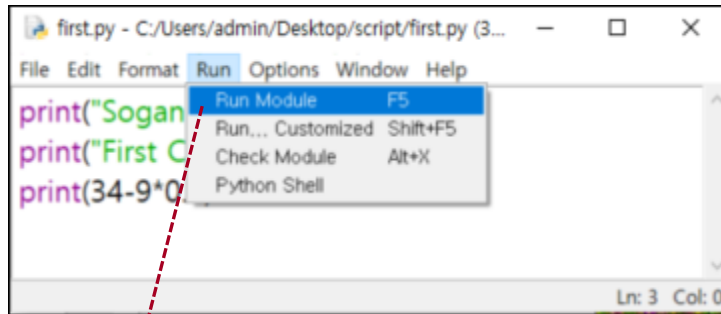 first.py - C:/Users/admin/Desktop/script/first.py (3...
File Edit Format Run Options Window Help
Run Module F5
Run... Customized Shift+F5
Check Module Alt+X
Python Shell
print("Sogan
print("First C
print(34-9*0.
Ln: 3 Col: 0